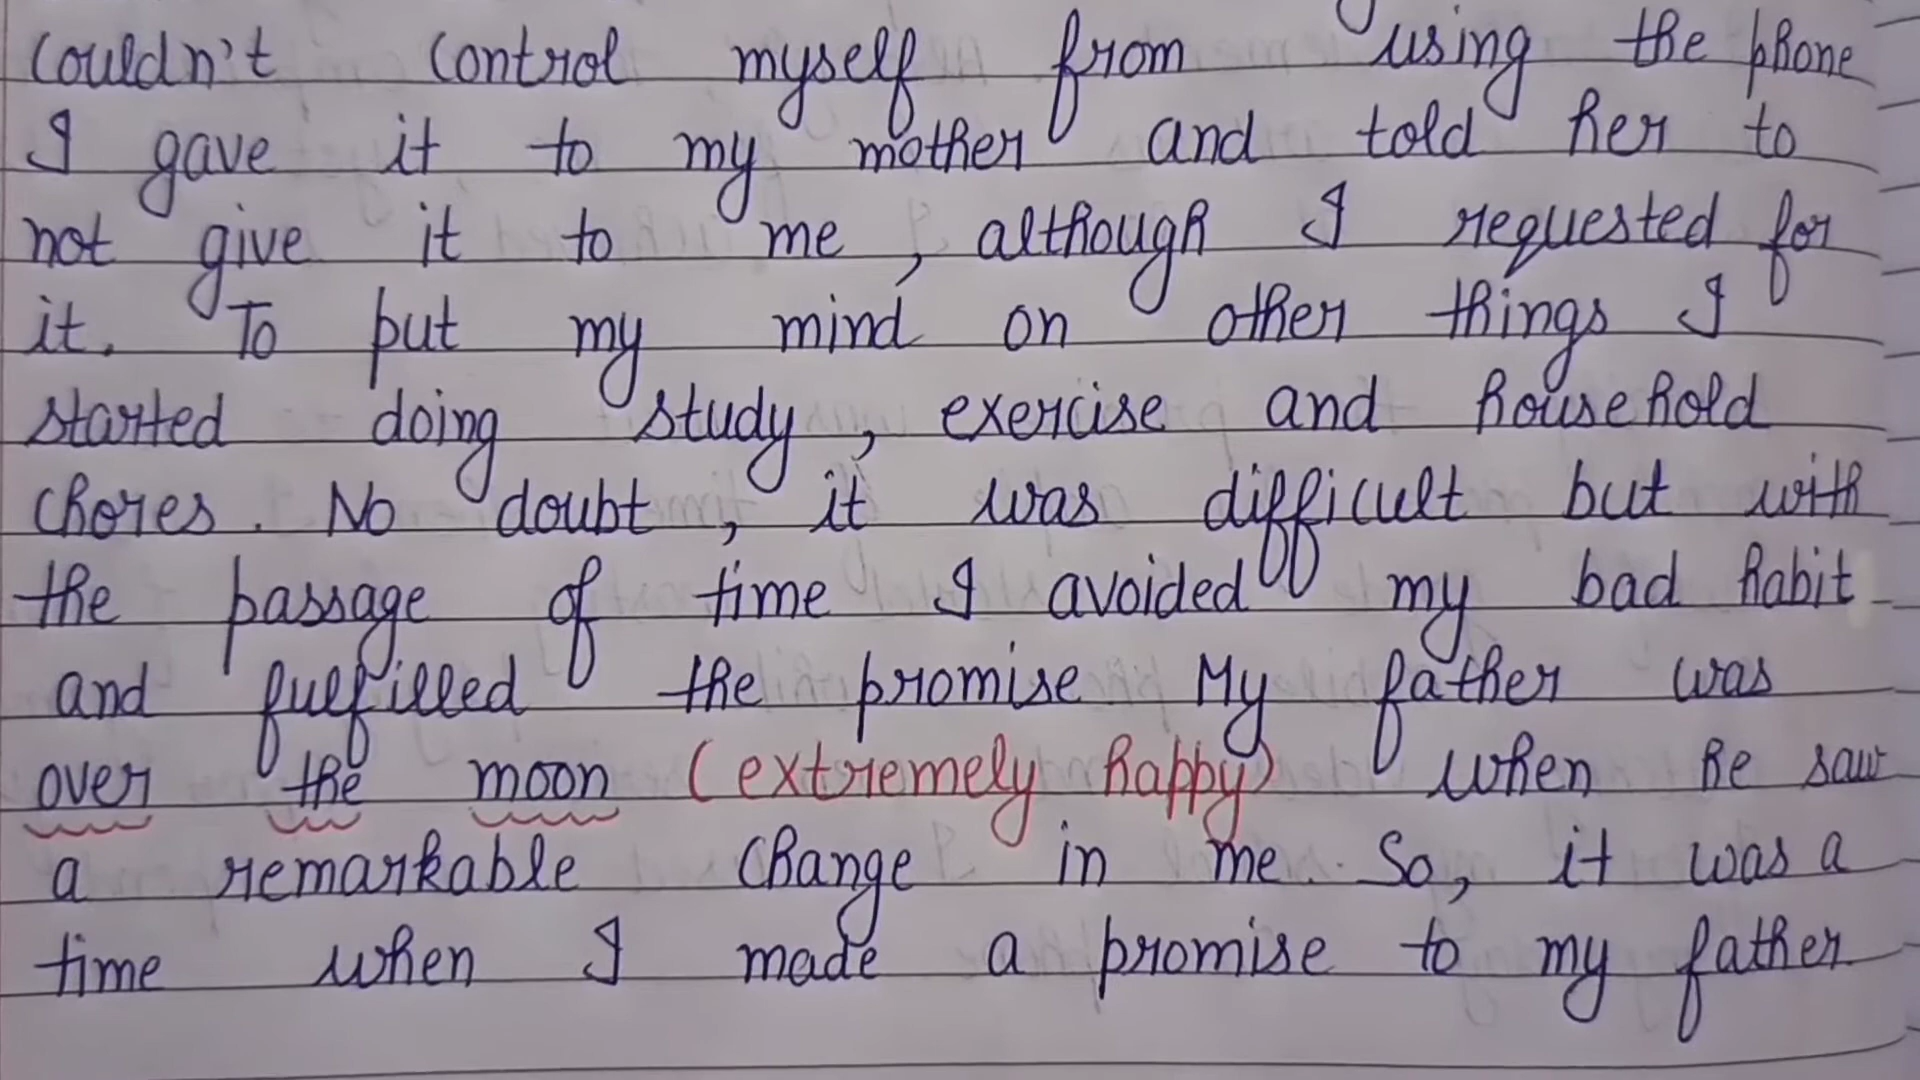 Couldn't control myself from using the phone
I gave it to my mother and told her to
not give it to me, although I requested for
it. To put my mind on other things I
started doing study, exercise and household
chores. No doubt, it was difficult but with
the passage of time I avoided my bad habit
and fulfilled the promise My father was
over the moon (extremely happy) when he saw
a remarkable change in me. So, it was a
time when I made a promise to my father.